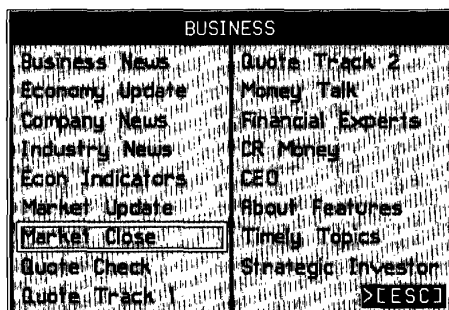 BUSINESS
Business News
Economy Update
Company News
Industry News
Econ Indicators
Market Update
Market Close
Quote Check
Quote Track 1
Quote Track 2
Money Talk
Financial Experts
CR Money
CEO
About Features
Timely Topics
Strategic Investor
>[ESC]